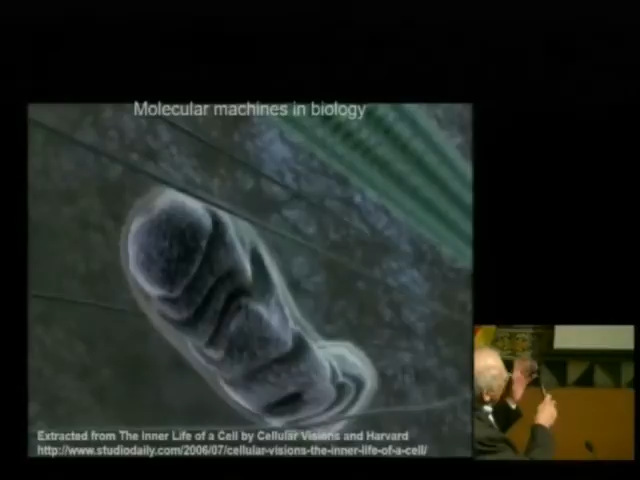 Molecular machines in biology
Extracted from The Inner Life of a Cell by Cellular Visions and Harvard
http://www.studiodaily.com/2006/07/cellular-visions-the-inner-life-of-a-cell/